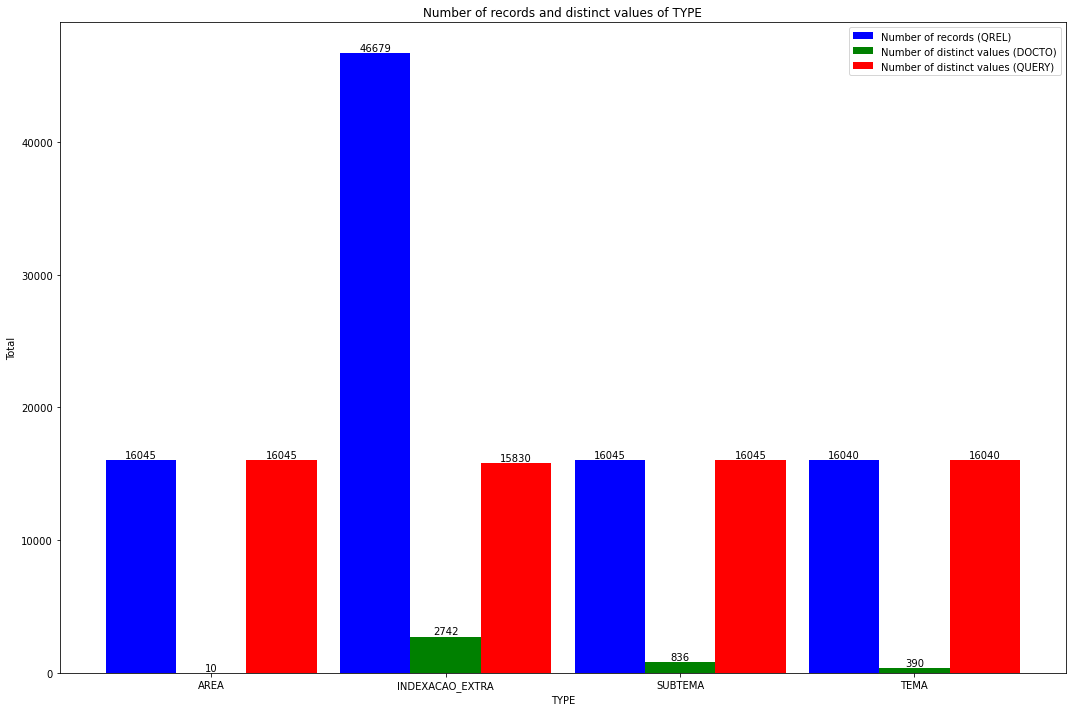 Number of records and distinct values of TYPE
Number of records (QREL)
Number of distinct values (DOCTO)
Number of distinct values (QUERY)
46679
40000
30000
20000
16045
16045
15830
16045
16045
16040
16040
10000
2742
836
390
10
0
Total
AREA
INDEXACAO_EXTRA
SUBTEMA
TEMA
TYPE